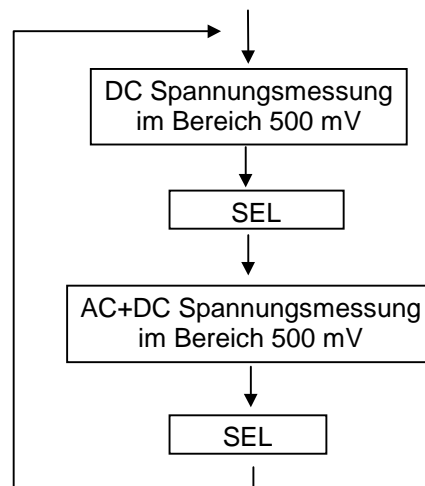 DC Spannungsmessung
im Bereich 500 mV
SEL
AC+DC Spannungsmessung
im Bereich 500 mV
SEL